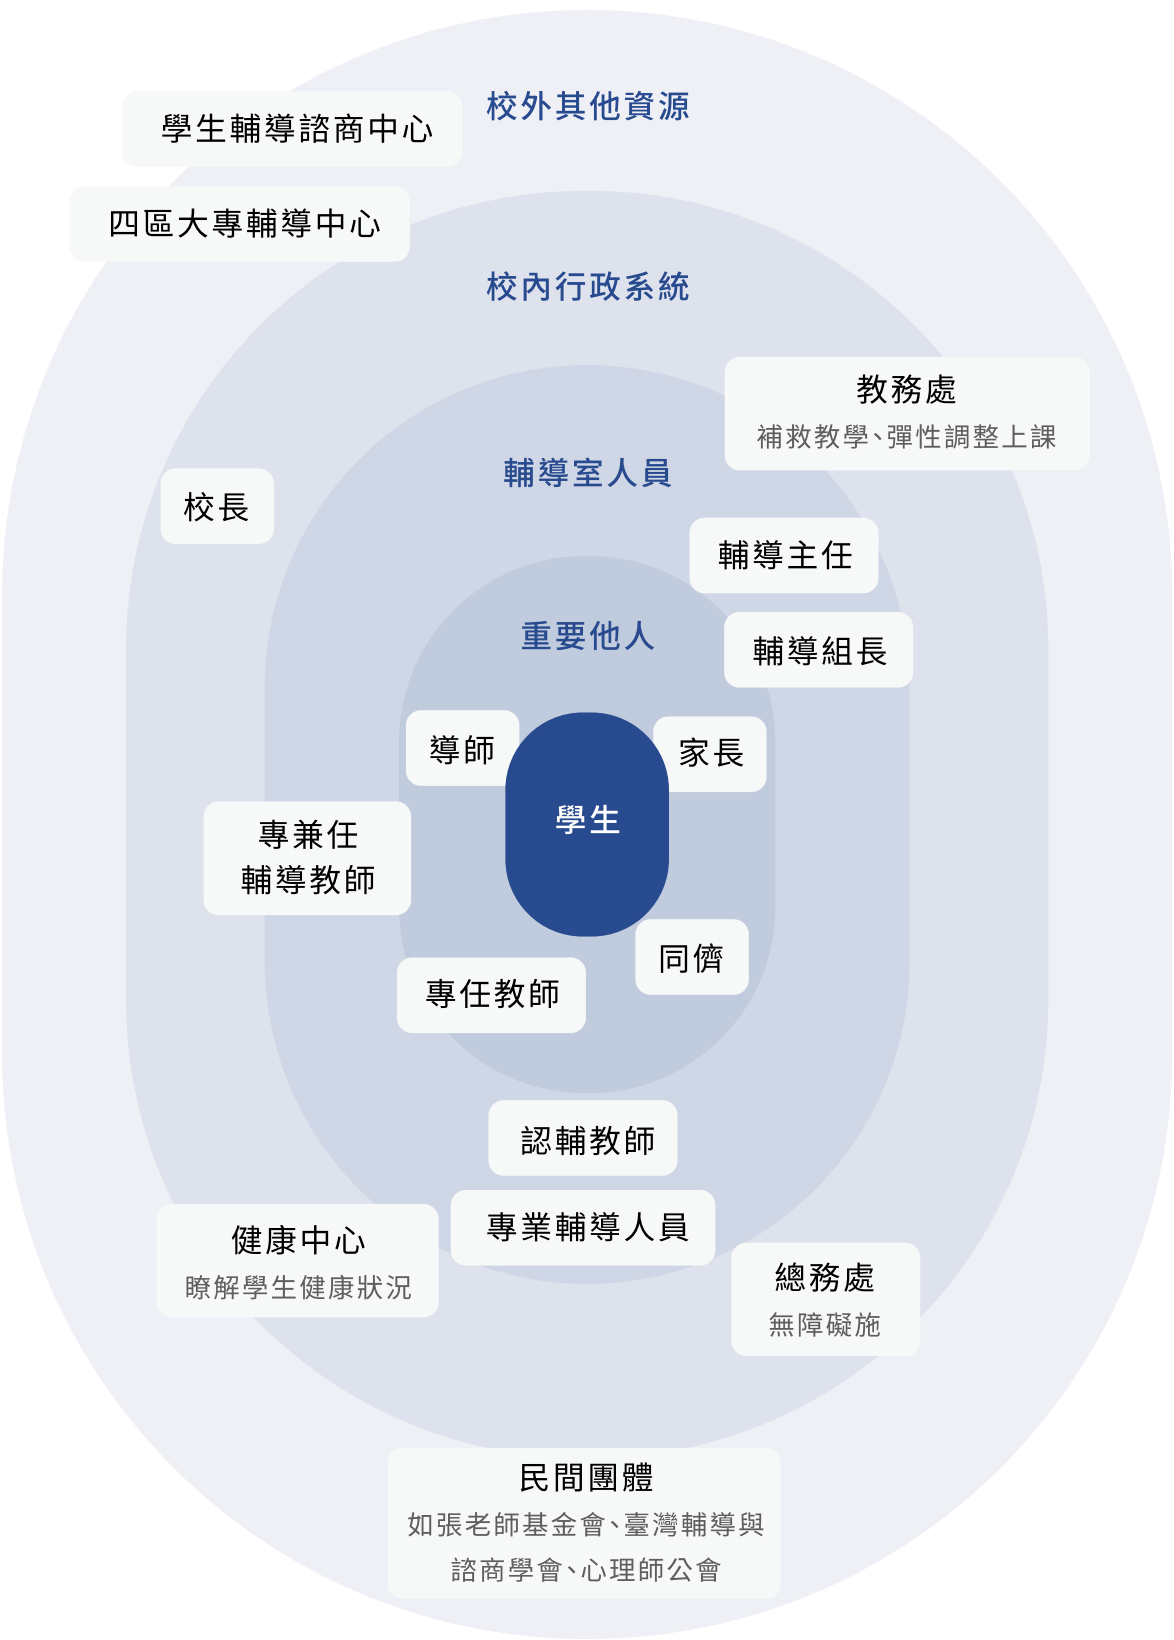 校外其他資源
學生輔導諮商中心
四區大專輔導中心
校內行政系統
教務處
補救教學、彈性調整上課
輔導室人員
校長
輔導主任
重要他人
輔導組長
導師
家長
學生
專兼任
輔導教師
同儕
專任教師
認輔教師
專業輔導人員
健康中心
瞭解學生健康狀況
總務處
無障礙施
民間團體
如張老師基金會、臺灣輔導與
諮商學會、心理師公會